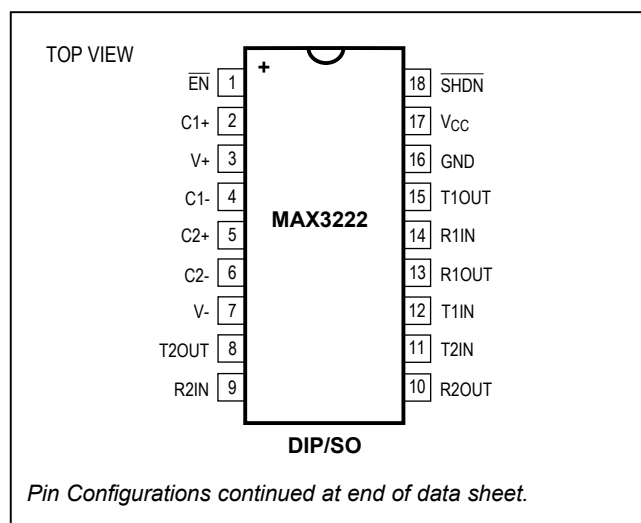 TOP VIEW
+
E̅N̅ 1
C1+ 2
V+ 3
C1- 4
C2+ 5
C2- 6
V- 7
T2OUT 8
R2IN 9
MAX3222
18 S̅H̅D̅N̅
17 VCC
16 GND
15 T1OUT
14 R1IN
13 R1OUT
12 T1IN
11 T2IN
10 R2OUT
DIP/SO
Pin Configurations continued at end of data sheet.